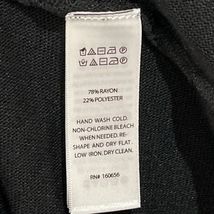 78% RAYON
22% POLYESTER
HAND WASH COLD.
NON-CHLORINE BLEACH
WHEN NEEDED. RE-
SHAPE AND DRY FLAT.
LOW IRON. DRY CLEAN.
RN# 160656